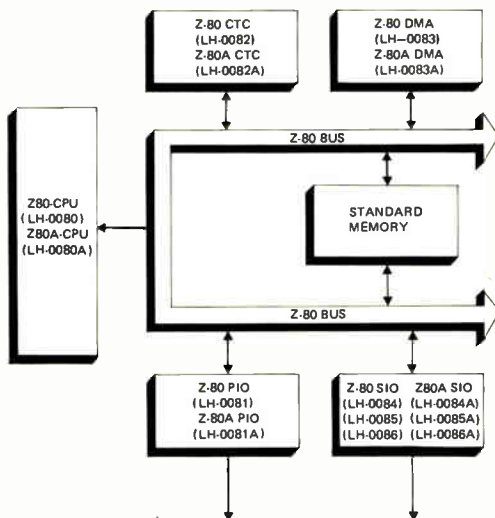 Z-80 CTC
(LH-0082)
Z-80A CTC
(LH-0082A)
Z-80 DMA
(LH-0083)
Z-80A DMA
(LH-0083A)
Z-80 BUS
Z80-CPU
(LH-0080)
Z80A-CPU
(LH-0080A)
STANDARD
MEMORY
Z-80 BUS
Z-80 PIO
(LH-0081)
Z-80A PIO
(LH-0081A)
Z-80 SIO Z80A SIO
(LH-0084) (LH-0084A)
(LH-0085) (LH-0085A)
(LH-0086) (LH-0086A)